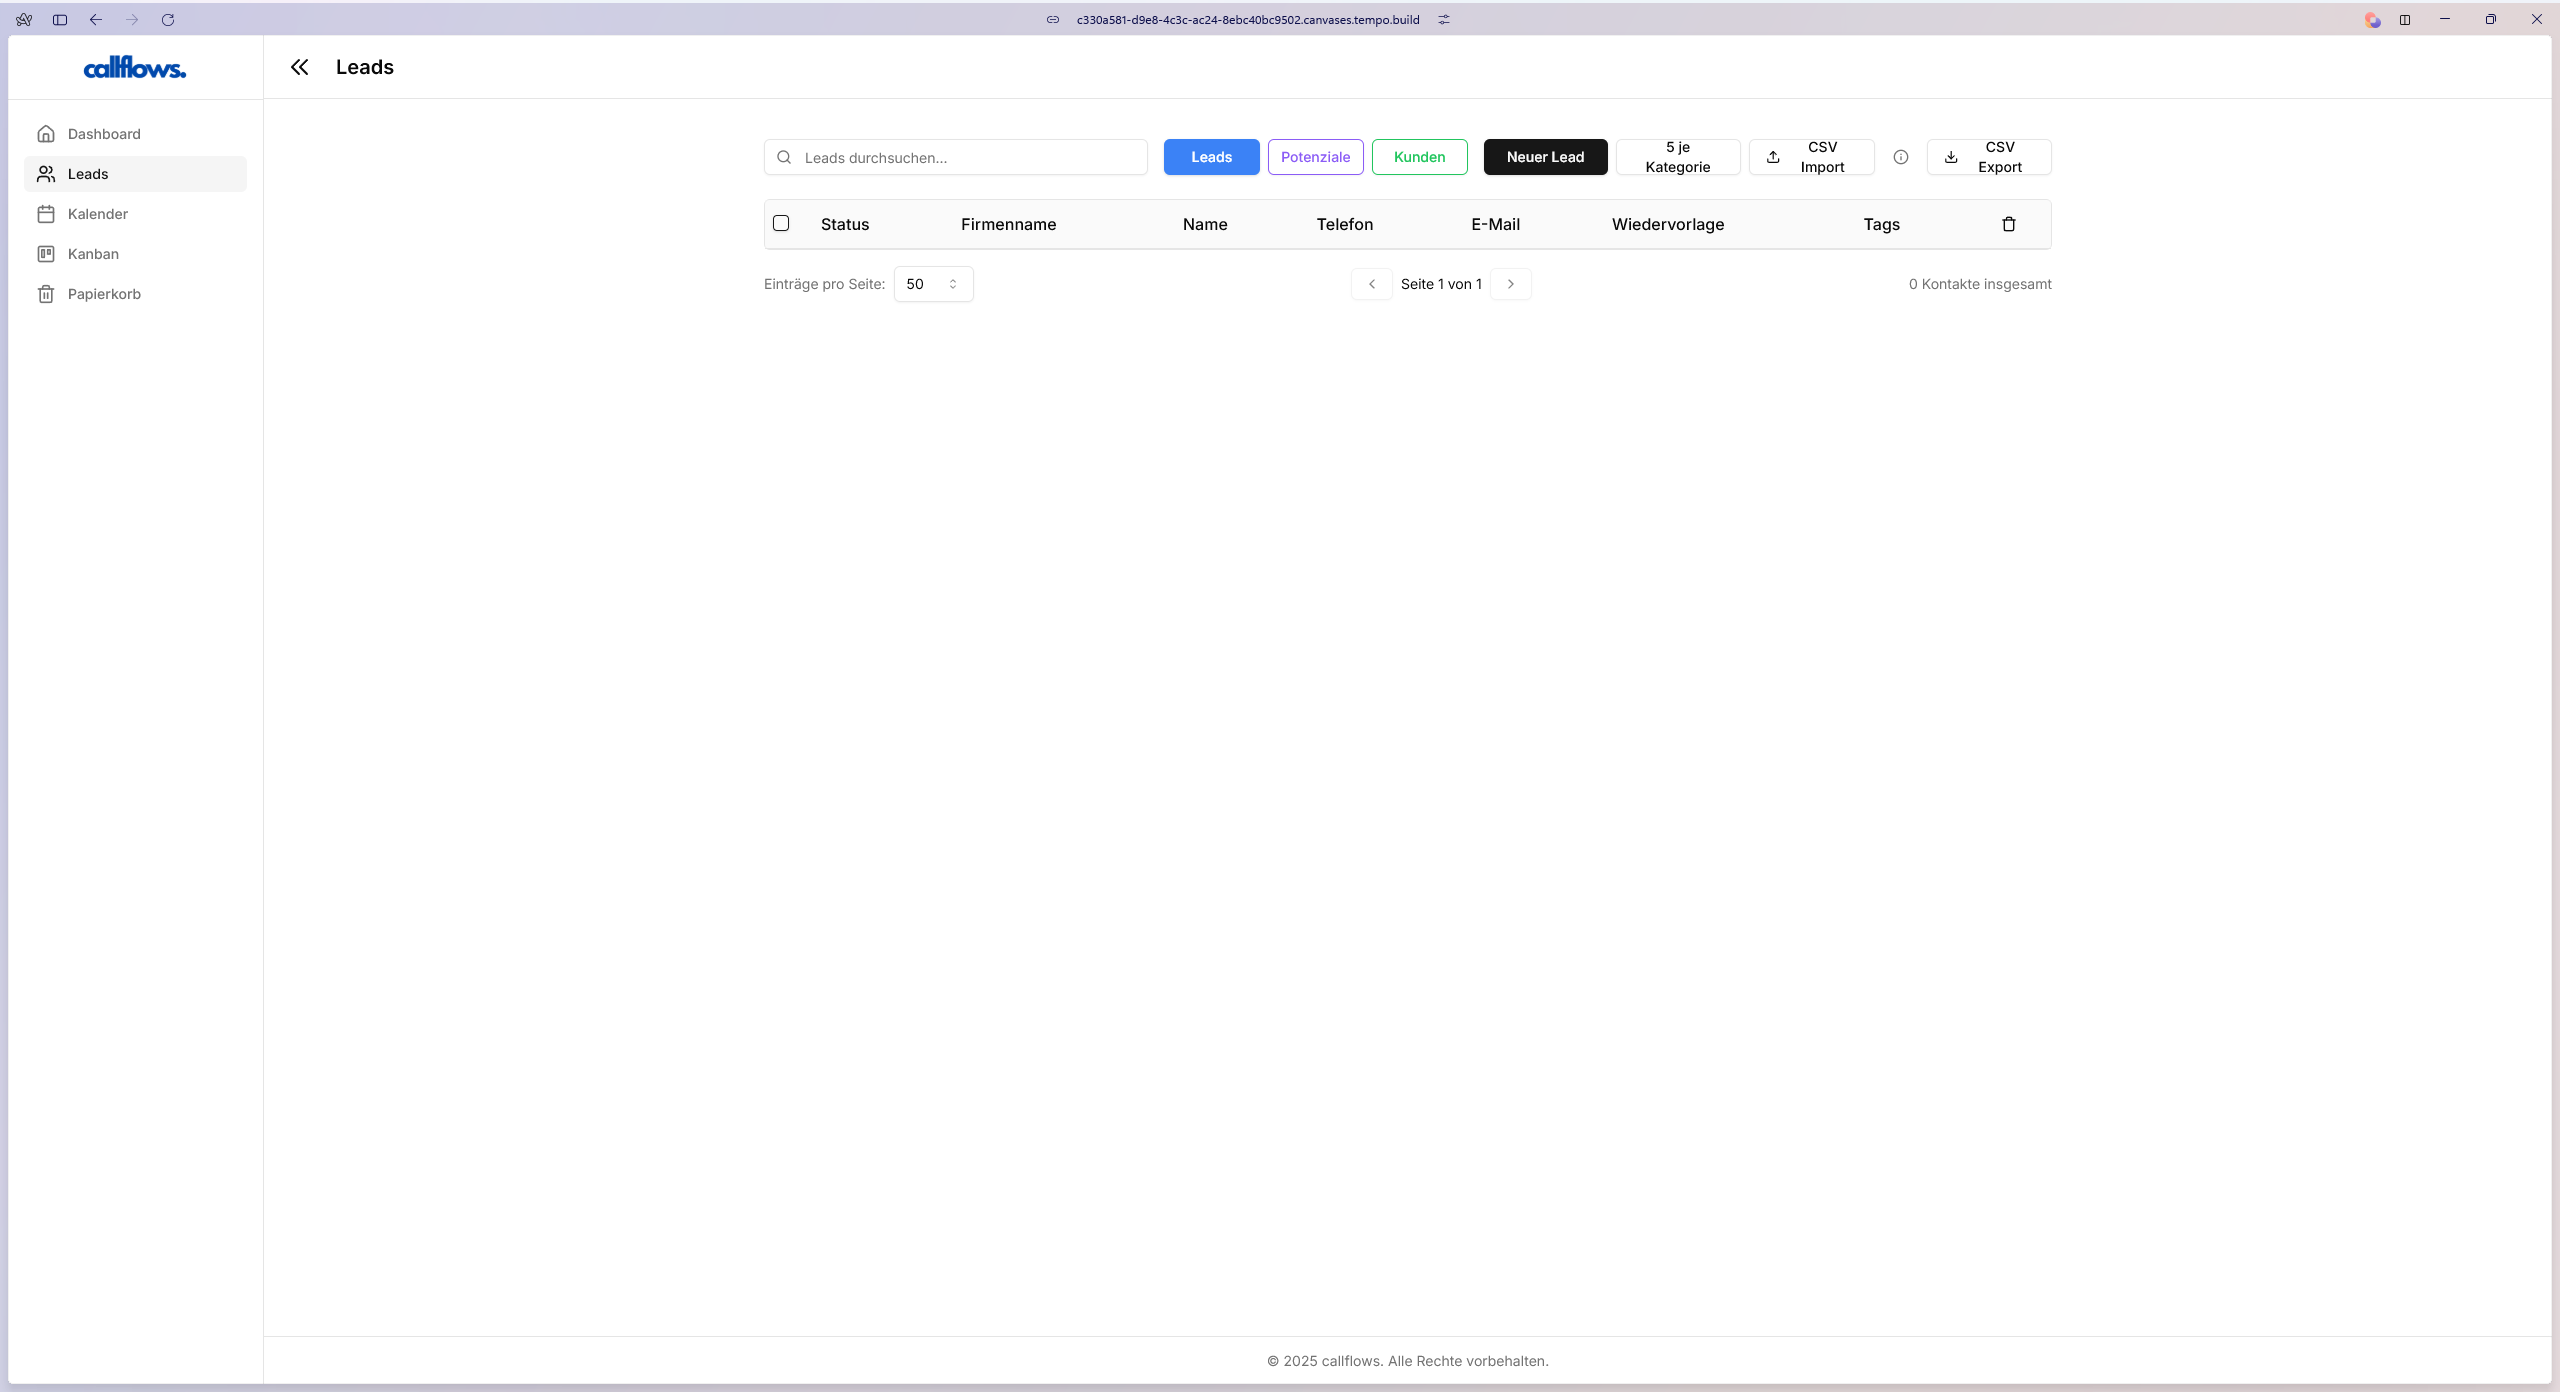 c330a581-d9e8-4c3c-ac24-8ebc40bc9502.canvases.tempo.build
callflows.
Leads
Dashboard
Leads
Kalender
Kanban
Papierkorb
Leads durchsuchen...
Leads
Potenziale
Kunden
Neuer Lead
5 je
Kategorie
CSV
Import
CSV
Export
Status
Firmenname
Name
Telefon
E-Mail
Wiedervorlage
Tags
Einträge pro Seite:
50
Seite 1 von 1
0 Kontakte insgesamt
© 2025 callflows. Alle Rechte vorbehalten.